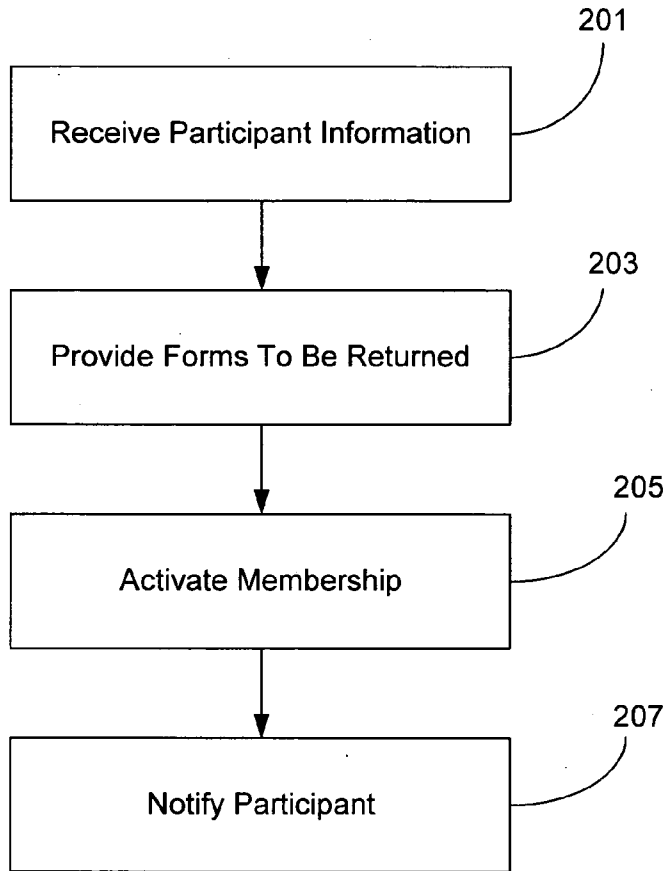 201
Receive Participant Information
203
Provide Forms To Be Returned
205
Activate Membership
207
Notify Participant